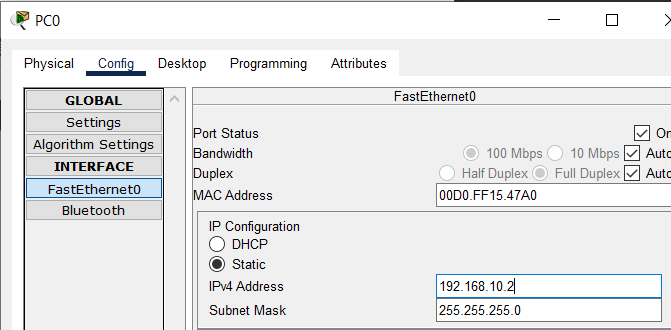 PC0
Physical Config Desktop Programming Attributes
GLOBAL
Settings
Algorithm Settings
INTERFACE
FastEthernet0
Bluetooth
FastEthernet0
Port Status On
Bandwidth 100 Mbps 10 Mbps Auto
Duplex Half Duplex Full Duplex Auto
MAC Address 00D0.FF15.47A0
IP Configuration
DHCP
Static
IPv4 Address 192.168.10.2
Subnet Mask 255.255.255.0